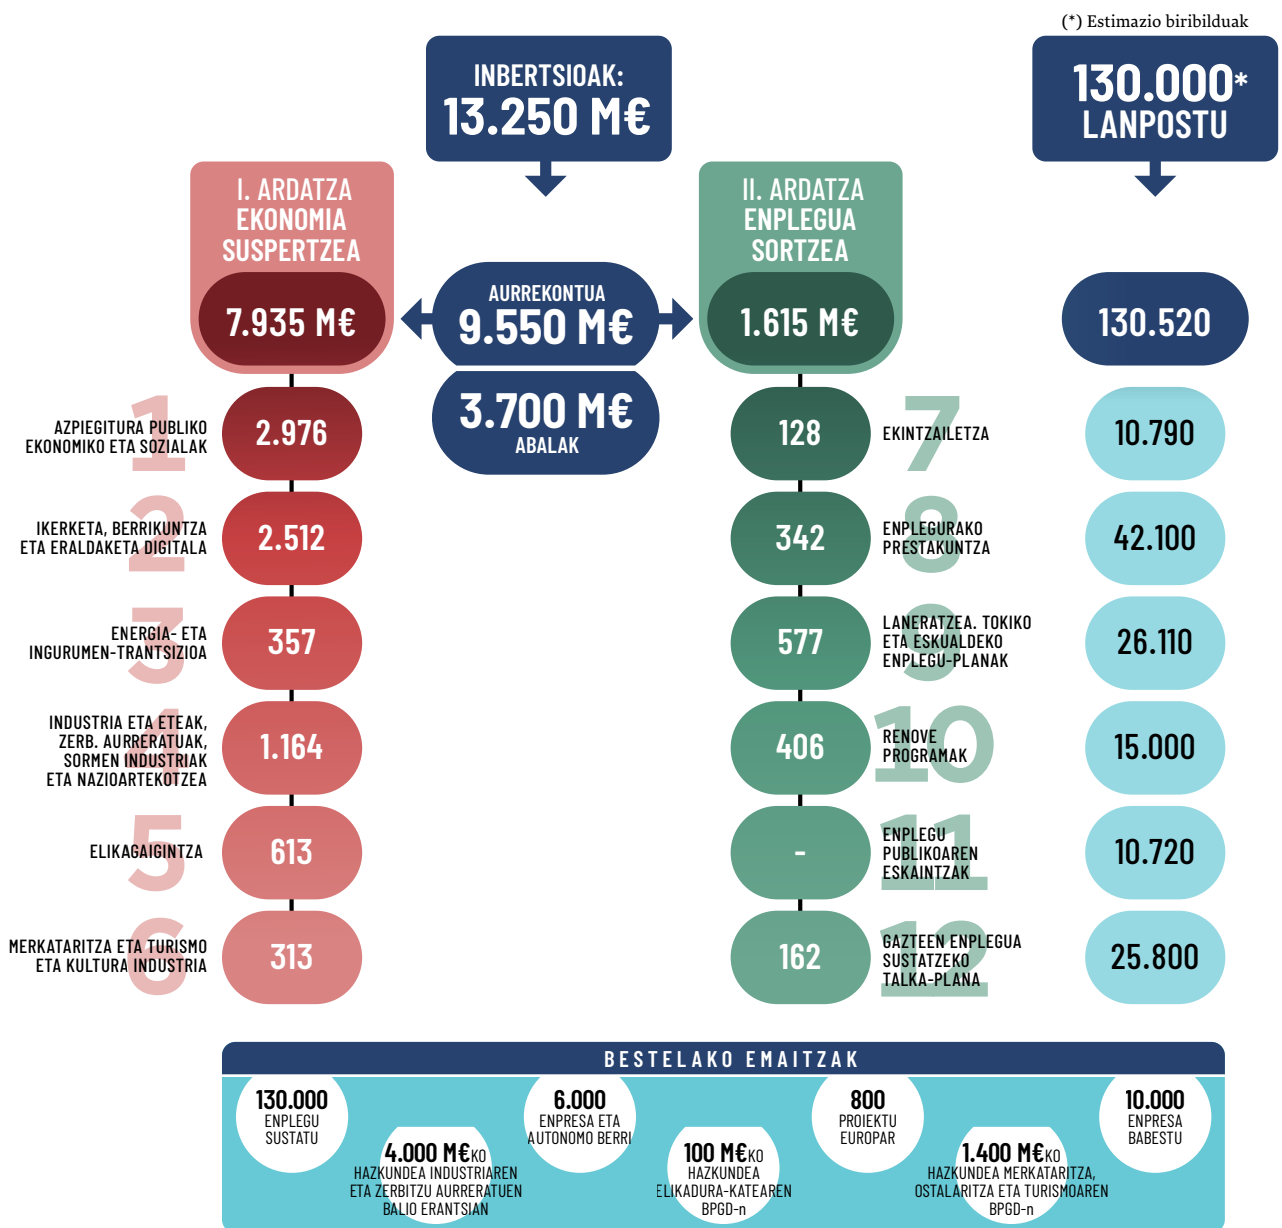 (*) Estimazio biribilduak
INBERTSIOAK:
13.250 M€
130.000*
LANPOSTU
I. ARDATZA
EKONOMIA
SUSPERTZEA
7.935 M€
AURREKONTUA
9.550 M€
3.700 M€
ABALAK
II. ARDATZA
ENPLEGUA
SORTZEA
1.615 M€
130.520
1
AZPIEGITURA PUBLIKO
EKONOMIKO ETA SOZIALAK
2.976
128
7
EKINTZAILETZA
10.790
2
IKERKETA, BERRIKUNTZA
ETA ERALDAKETA DIGITALA
2.512
342
8
ENPLEGURAKO
PRESTAKUNTZA
42.100
3
ENERGIA- ETA
INGURUMEN-TRANTSIZIOA
357
577
9
LANERATZEA. TOKIKO
ETA ESKUALDEKO
ENPLEGU-PLANAK
26.110
4
INDUSTRIA ETA ETEAK,
ZERB. AURRERATUAK,
SORMEN INDUSTRIAK
ETA NAZIOARTEKOTZEA
1.164
406
10
RENOVE
PROGRAMAK
15.000
5
ELIKAGAIGINTZA
613
-
11
ENPLEGU
PUBLIKOAREN
ESKAINTZAK
10.720
6
MERKATARITZA ETA TURISMO
ETA KULTURA INDUSTRIA
313
162
12
GAZTEEN ENPLEGUA
SUSTATZEKO
TALKA-PLANA
25.800
BESTELAKO EMAITZAK
130.000
ENPLEGU
SUSTATU
4.000 M€KO
HAZKUNDEA INDUSTRIAREN
ETA ZERBITZU AURRERATUEN
BALIO ERANTSIAN
6.000
ENPRESA ETA
AUTONOMO BERRI
100 M€KO
HAZKUNDEA
ELIKADURA-KATEAREN
BPGD-n
800
PROIEKTU
EUROPAR
1.400 M€KO
HAZKUNDEA MERKATARITZA,
OSTALARITZA ETA TURISMOAREN
BPGD-n
10.000
ENPRESA
BABESTU